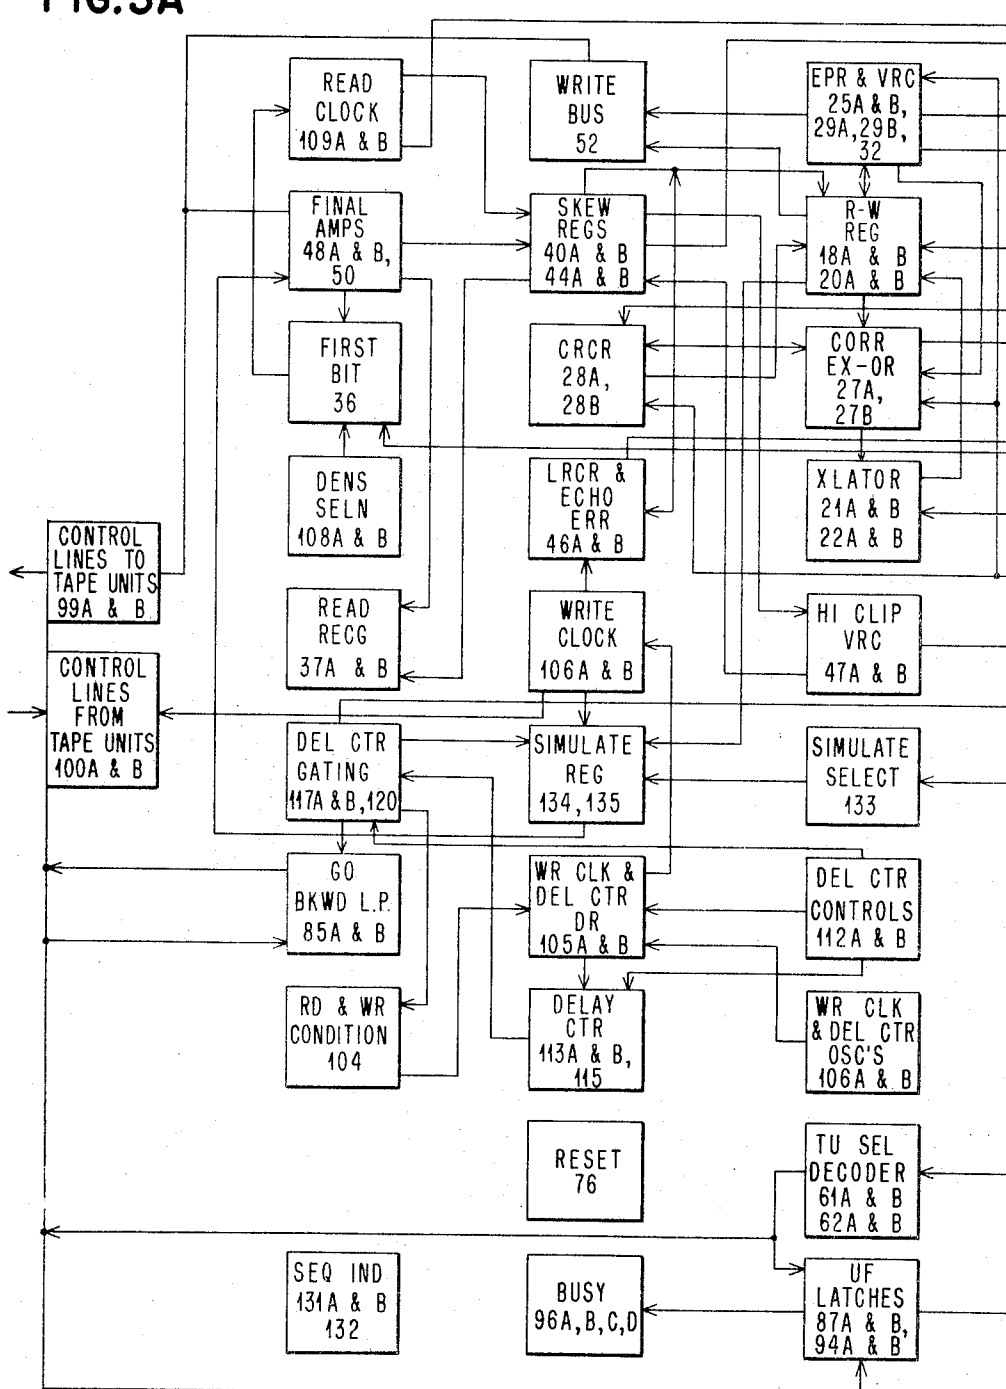 FIG.3A
READ
CLOCK
109A & B
WRITE
BUS
52
EPR & VRC
25A & B,
29A, 29B,
32
FINAL
AMPS
48A & B,
50
SKEW
REGS
40A & B
44A & B
R-W
REG
18A & B
20A & B
FIRST
BIT
36
CRCR
28A,
28B
CORR
EX-OR
27A,
27B
DENS
SELN
108A & B
LRCR &
ECHO
ERR
46A & B
XLATOR
21A & B
22A & B
CONTROL
LINES TO
TAPE UNITS
99A & B
READ
RECG
37A & B
WRITE
CLOCK
106A & B
HI CLIP
VRC
47A & B
CONTROL
LINES
FROM
TAPE UNITS
100A & B
DEL CTR
GATING
117A & B, 120
SIMULATE
REG
134, 135
SIMULATE
SELECT
133
GO
BKWD L.P.
85A & B
WR CLK &
DEL CTR
DR
105A & B
DEL CTR
CONTROLS
112A & B
RD & WR
CONDITION
104
DELAY
CTR
113A & B,
115
WR CLK
& DEL CTR
OSC'S
106A & B
RESET
76
TU SEL
DECODER
61A & B
62A & B
SEQ IND
131A & B
132
BUSY
96A, B, C, D
UF
LATCHES
87A & B,
94A & B